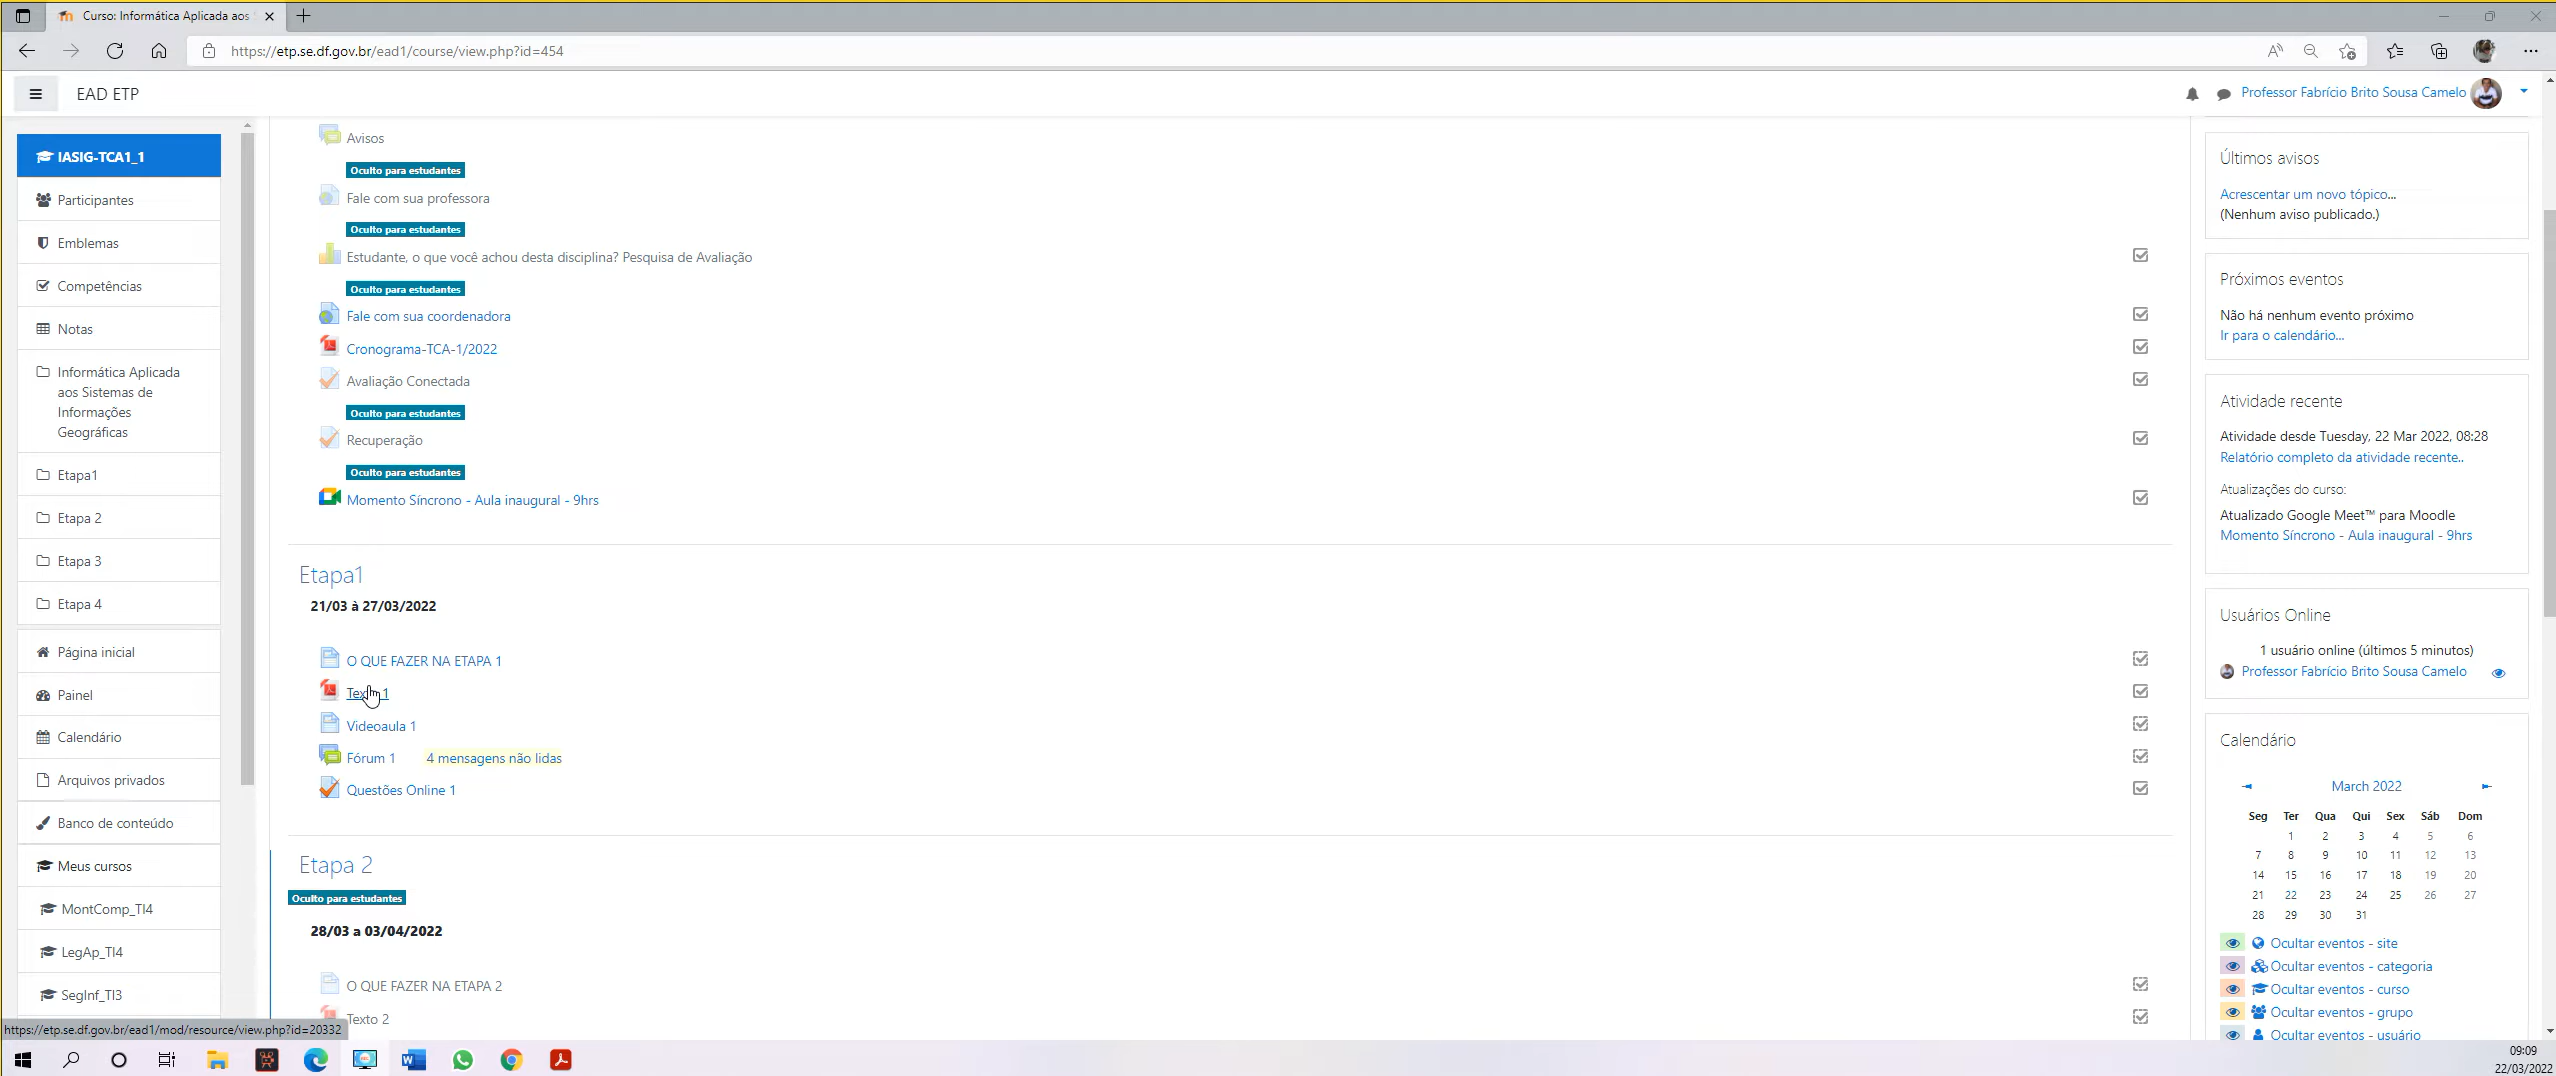 Curso: Informática Aplicada aos
https://etp.se.df.gov.br/ead1/course/view.php?id=454
EAD ETP
Professor Fabrício Brito Sousa Camelo
IASIG-TCA1_1
Participantes
Emblemas
Competências
Notas
Informática Aplicada
aos Sistemas de
Informações
Geográficas
Etapa1
Etapa 2
Etapa 3
Etapa 4
Página inicial
Painel
Calendário
Arquivos privados
Banco de conteúdo
Meus cursos
MontComp_TI4
LegAp_TI4
SegInf_TI3
Avisos
Oculto para estudantes
Fale com sua professora
Oculto para estudantes
Estudante, o que você achou desta disciplina? Pesquisa de Avaliação
Oculto para estudantes
Fale com sua coordenadora
Cronograma-TCA-1/2022
Avaliação Conectada
Oculto para estudantes
Recuperação
Oculto para estudantes
Momento Síncrono - Aula inaugural - 9hrs
Etapa1
21/03 à 27/03/2022
O QUE FAZER NA ETAPA 1
Texto 1
Videoaula 1
Fórum 1 4 mensagens não lidas
Questões Online 1
Etapa 2
Oculto para estudantes
28/03 a 03/04/2022
O QUE FAZER NA ETAPA 2
Texto 2
Últimos avisos
Acrescentar um novo tópico...
(Nenhum aviso publicado.)
Próximos eventos
Não há nenhum evento próximo
Ir para o calendário...
Atividade recente
Atividade desde Tuesday, 22 Mar 2022, 08:28
Relatório completo da atividade recente..
Atualizações do curso:
Atualizado Google Meet™ para Moodle
Momento Síncrono - Aula inaugural - 9hrs
Usuários Online
1 usuário online (últimos 5 minutos)
Professor Fabrício Brito Sousa Camelo
Calendário
March 2022
Seg Ter Qua Qui Sex Sáb Dom
1 2 3 4 5 6
7 8 9 10 11 12 13
14 15 16 17 18 19 20
21 22 23 24 25 26 27
28 29 30 31
Ocultar eventos - site
Ocultar eventos - categoria
Ocultar eventos - curso
Ocultar eventos - grupo
Ocultar eventos - usuário
https://etp.se.df.gov.br/ead1/mod/resource/view.php?id=20332
09:09
22/03/2022